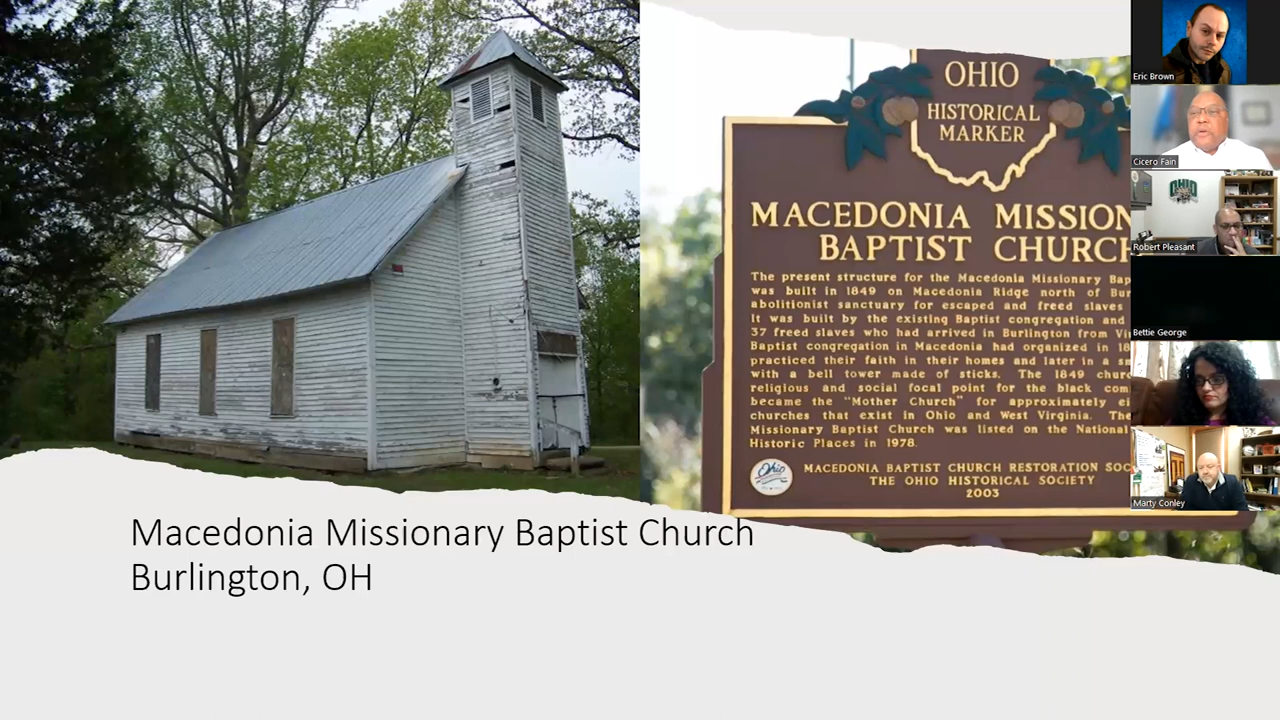 OHIO
HISTORICAL
MARKER
MACEDONIA MISSION
BAPTIST CHURCH
The present structure for the Macedonia Missionary Bap
was built in 1849 on Macedonia Ridge north of Bur
abolitionist sanctuary for escaped and freed slaves
It was built by the existing Baptist congregation and
37 freed slaves who had arrived in Burlington from Vi
Baptist congregation in Macedonia had organized in 18
practiced their faith in their homes and later in a sm
with a bell tower made of sticks. The 1849 churc
religious and social focal point for the black com
became the "Mother Church" for approximately ei
churches that exist in Ohio and West Virginia. The
Missionary Baptist Church was listed on the National
Historic Places in 1978.
Ohio
MACEDONIA BAPTIST CHURCH RESTORATION SOC
THE OHIO HISTORICAL SOCIETY
2003
Macedonia Missionary Baptist Church
Burlington, OH
Eric Brown
Cicero Fain
OHIO
Robert Pleasant
Bettie George
Marty Conley